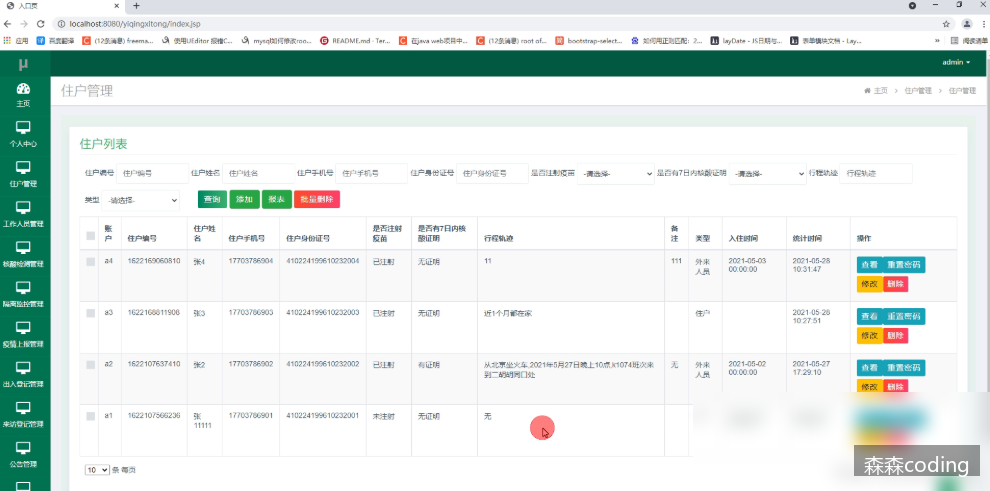 入口页
localhost:8080/yiqingxitong/index.jsp
应用 百度翻译 (12条消息) freema... 使用UEditor 报错C... mysql如何修改roo... README.md · Ter... 在java web项目中... (12条消息) root of... bootstrap-select... 如何用正则匹配：2... layDate - JS日期与... 表单模块文档 - Lay... » 阅读清单
μ
admin
主页
个人中心
住户管理
工作人员管理
核酸检测管理
隔离监控管理
疫情上报管理
出入登记管理
来访登记管理
公告管理
住户管理
主页 > 住户管理 > 住户管理
住户列表
住户编号 住户编号 住户姓名 住户姓名 住户手机号 住户手机号 住户身份证号 住户身份证号 是否注射疫苗 -请选择- 是否有7日内核酸证明 -请选择- 行程轨迹 行程轨迹
类型 -请选择- 查询 添加 报表 批量删除
账户 住户编号 住户姓名 住户手机号 住户身份证号 是否注射疫苗 是否有7日内核酸证明 行程轨迹 备注 类型 入住时间 统计时间 操作
a4 1622169060810 张4 17703786904 410224199610232004 已注射 无证明 11 111 外来人员 2021-05-03 00:00:00 2021-05-28 10:31:47 查看 重置密码
修改 删除
a3 1622168811908 张3 17703786903 410224199610232003 已注射 无证明 近1个月都在家 住户 2021-05-28 10:27:51 查看 重置密码
修改 删除
a2 1622107637410 张2 17703786902 410224199610232002 已注射 有证明 从北京坐火车,2021年5月27日晚上10点,k1074班次来到二胡胡同口处 无 外来人员 2021-05-02 00:00:00 2021-05-27 17:29:10 查看 重置密码
修改 删除
a1 1622107566236 张11111 17703786901 410224199610232001 未注射 无证明 无
10 条 每页
森森coding